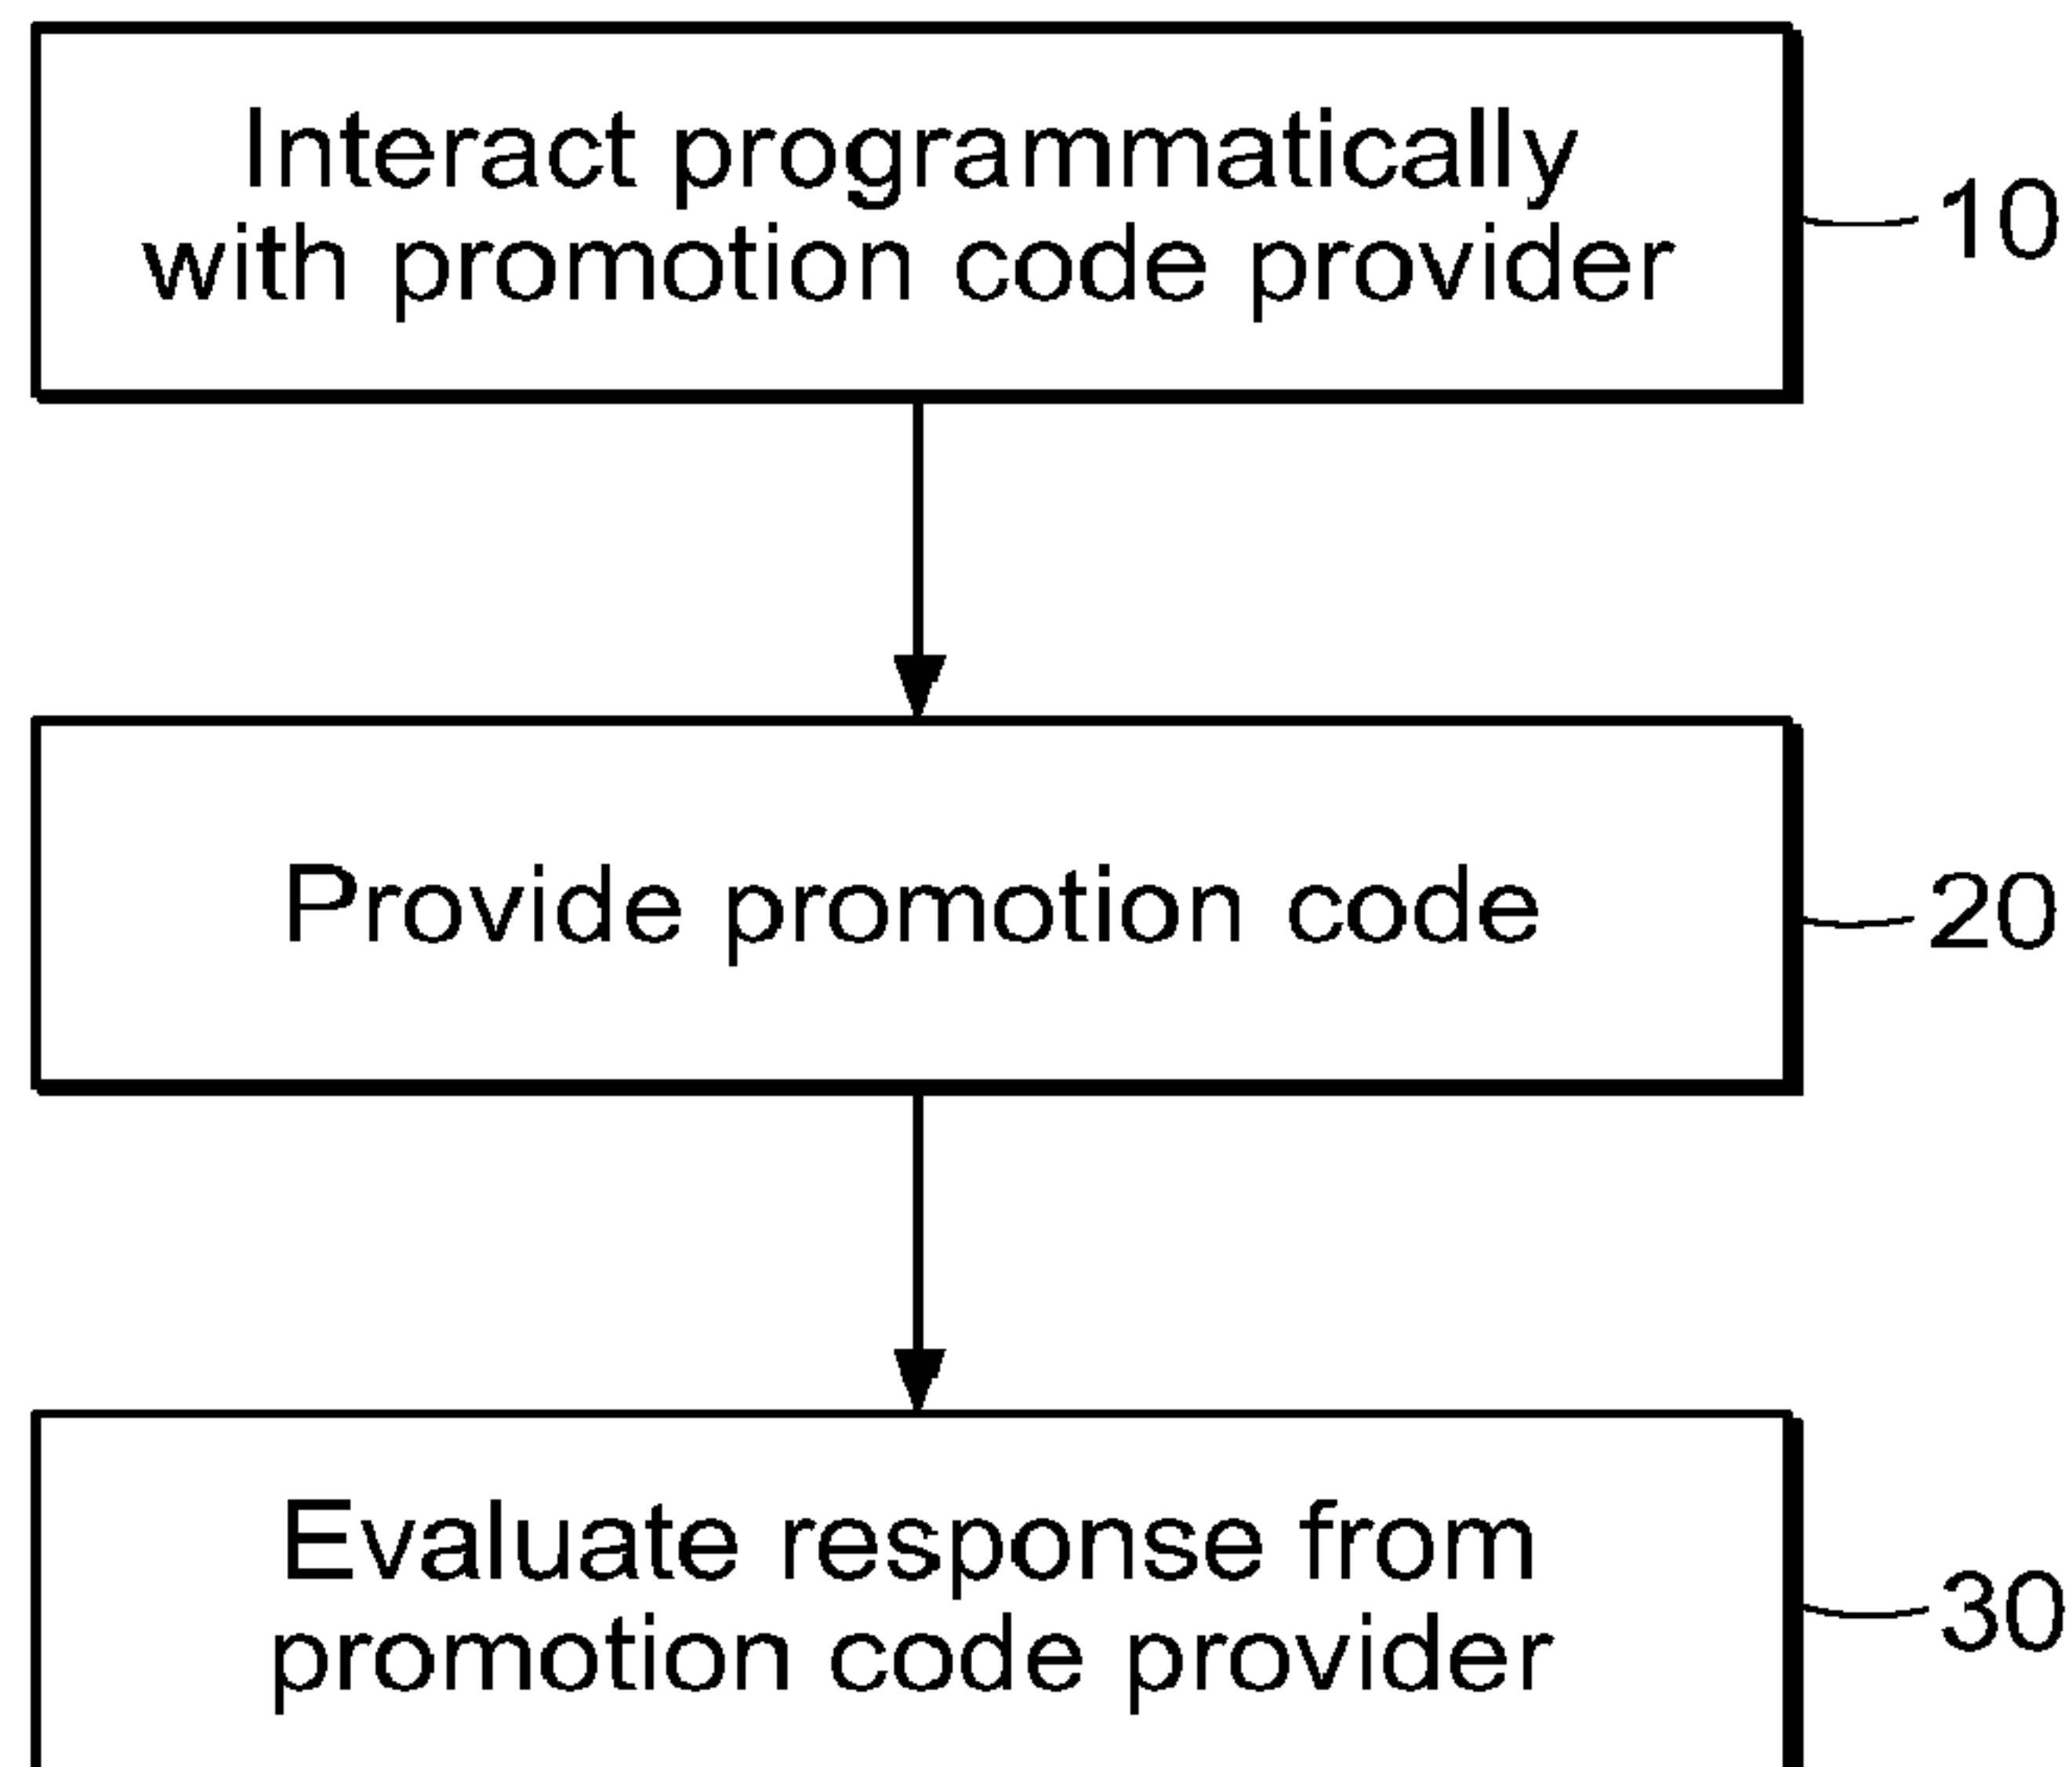 Interact programmatically
with promotion code provider
10
Provide promotion code
20
Evaluate response from
promotion code provider
30